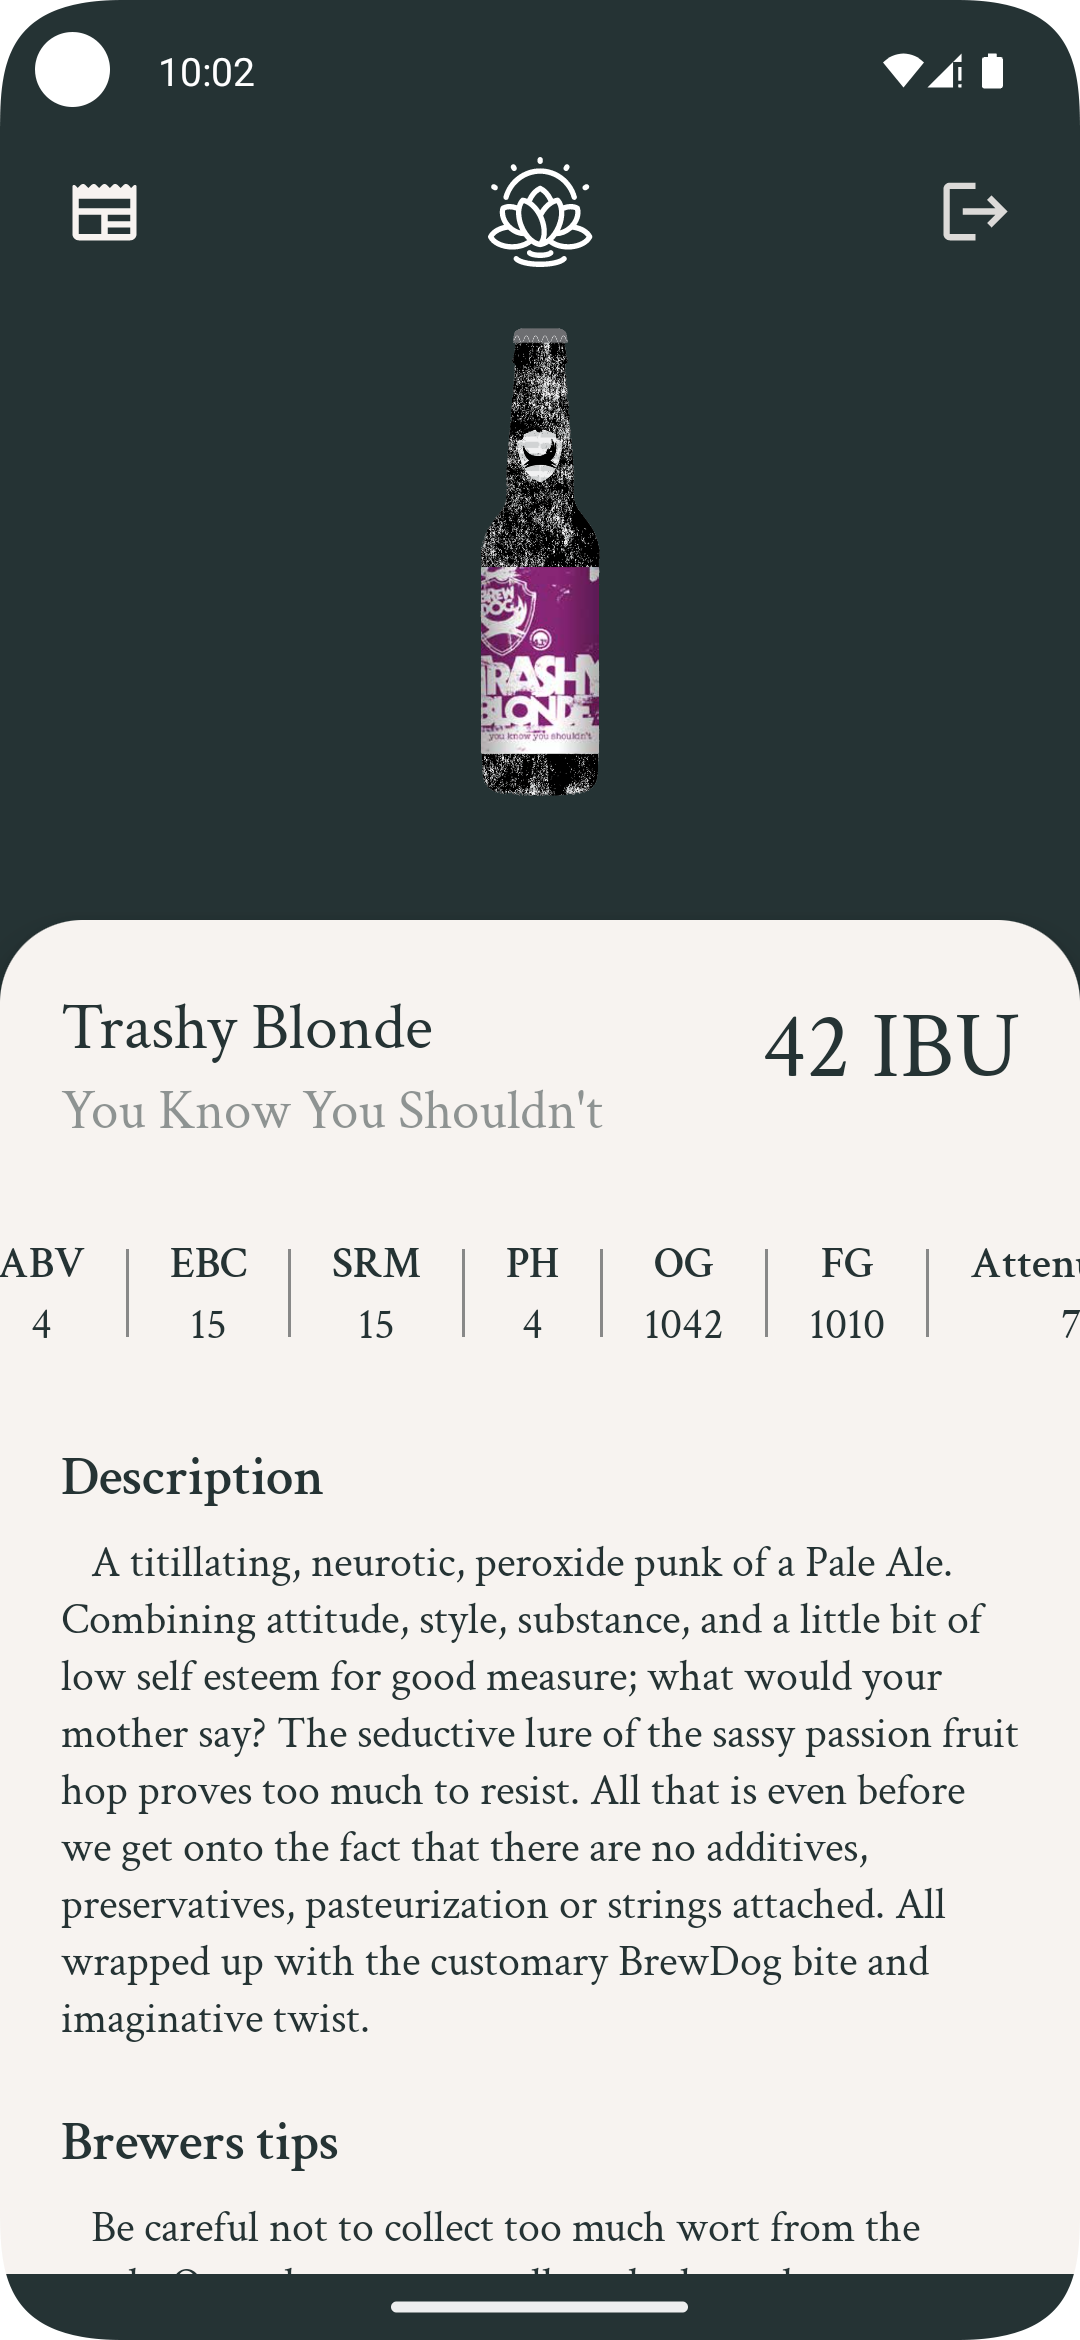 10:02
BREW
DOG
TRASHY
BLONDE
you know you shouldn't
Trashy Blonde
42 IBU
You Know You Shouldn't
ABV EBC SRM PH OG FG
4 15 15 4 1042 1010 7
Description
A titillating, neurotic, peroxide punk of a Pale Ale.
Combining attitude, style, substance, and a little bit of
low self esteem for good measure; what would your
mother say? The seductive lure of the sassy passion fruit
hop proves too much to resist. All that is even before
we get onto the fact that there are no additives,
preservatives, pasteurization or strings attached. All
wrapped up with the customary BrewDog bite and
imaginative twist.
Brewers tips
Be careful not to collect too much wort from the